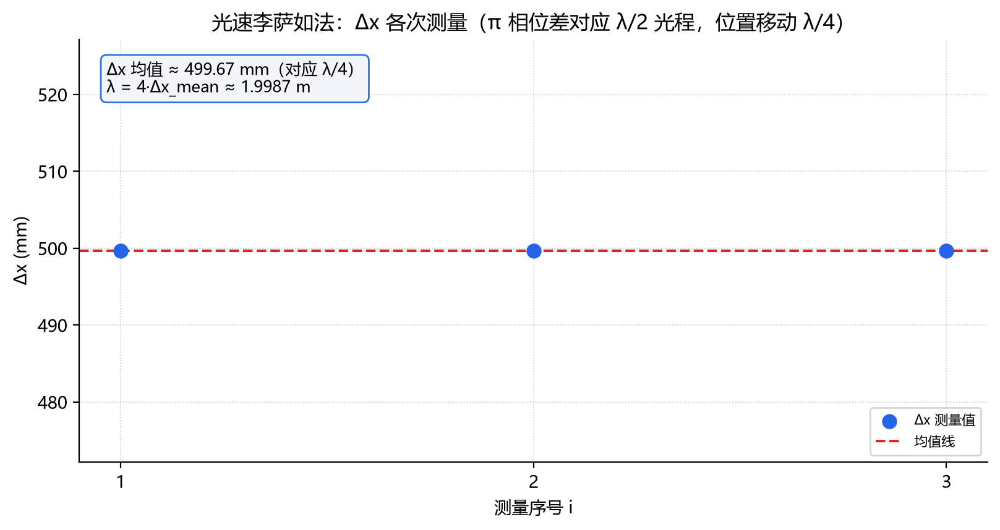 光速李萨如法：Δx 各次测量（π 相位差对应 λ/2 光程，位置移动 λ/4）
Δx 均值 ≈ 499.67 mm（对应 λ/4）
λ = 4·Δx_mean ≈ 1.9987 m
520
510
500
490
480
Δx (mm)
Δx 测量值
均值线
1
2
3
测量序号 i